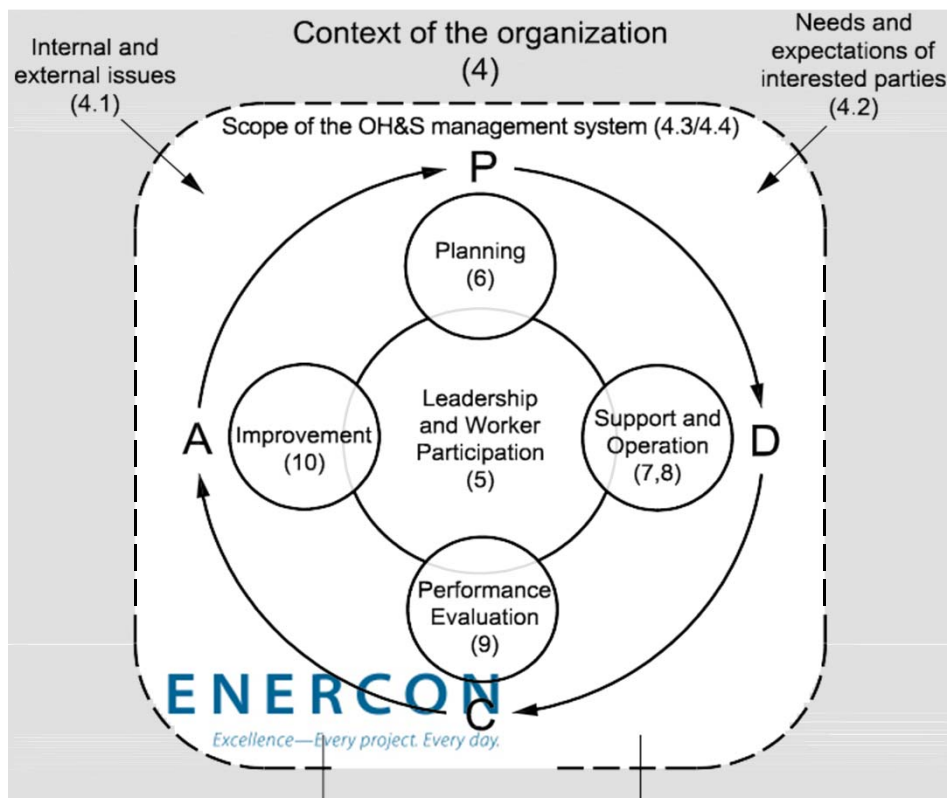 Context of the organization
(4)
Internal and
external issues
(4.1)
Needs and
expectations of
interested parties
(4.2)
Scope of the OH&S management system (4.3/4.4)
P
Planning
(6)
Leadership
and Worker
Participation
(5)
A
Improvement
(10)
Support and
Operation
(7,8)
D
Performance
Evaluation
(9)
C
ENERCON
Excellence—Every project. Every day.